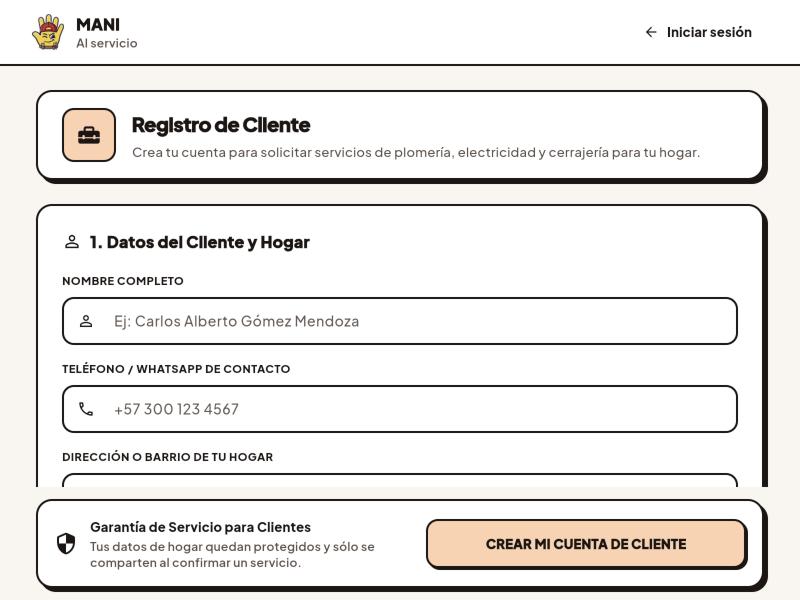 MANI
Al servicio
Iniciar sesión
Registro de Cliente
Crea tu cuenta para solicitar servicios de plomería, electricidad y cerrajería para tu hogar.
1. Datos del Cliente y Hogar
NOMBRE COMPLETO
Ej: Carlos Alberto Gómez Mendoza
TELÉFONO / WHATSAPP DE CONTACTO
+57 300 123 4567
DIRECCIÓN O BARRIO DE TU HOGAR
Garantía de Servicio para Clientes
Tus datos de hogar quedan protegidos y sólo se
comparten al confirmar un servicio.
CREAR MI CUENTA DE CLIENTE